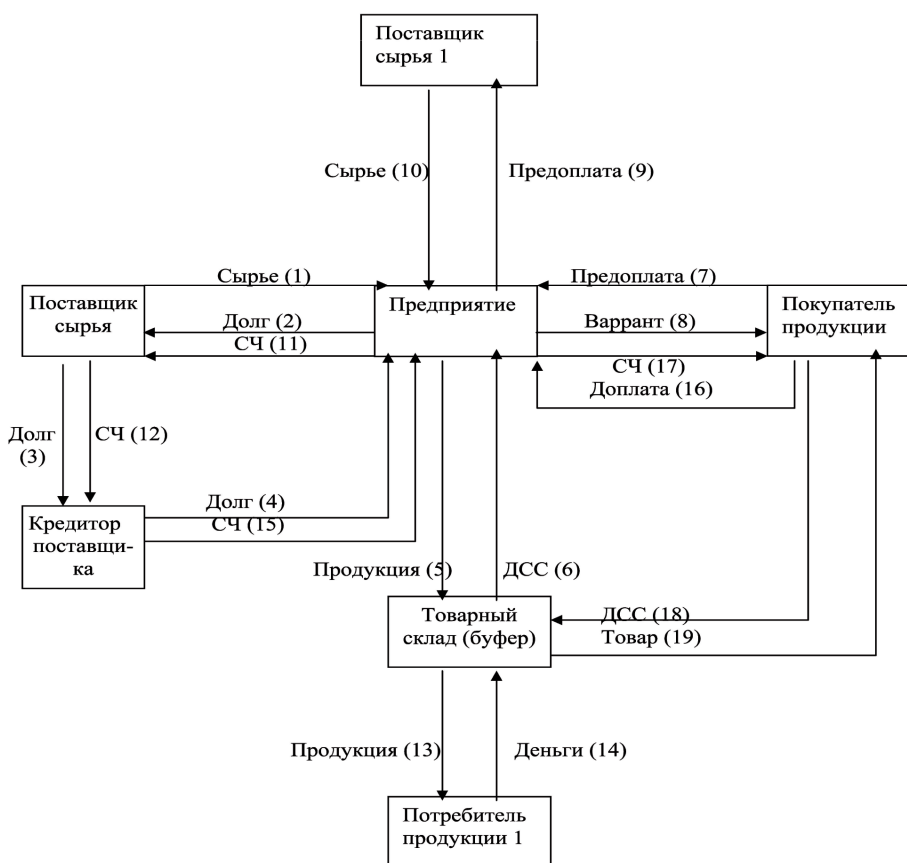 Поставщик
сырья 1
Сырье (10)
Предоплата (9)
Сырье (1)
Предоплата (7)
Поставщик
сырья
Предприятие
Покупатель
продукции
Долг (2)
Варрант (8)
СЧ (11)
СЧ (17)
Доплата (16)
Долг
(3)
СЧ (12)
Долг (4)
СЧ (15)
Кредитор
поставщи-
ка
Продукция (5)
ДСС (6)
Товарный
склад (буфер)
ДСС (18)
Товар (19)
Продукция (13)
Деньги (14)
Потребитель
продукции 1